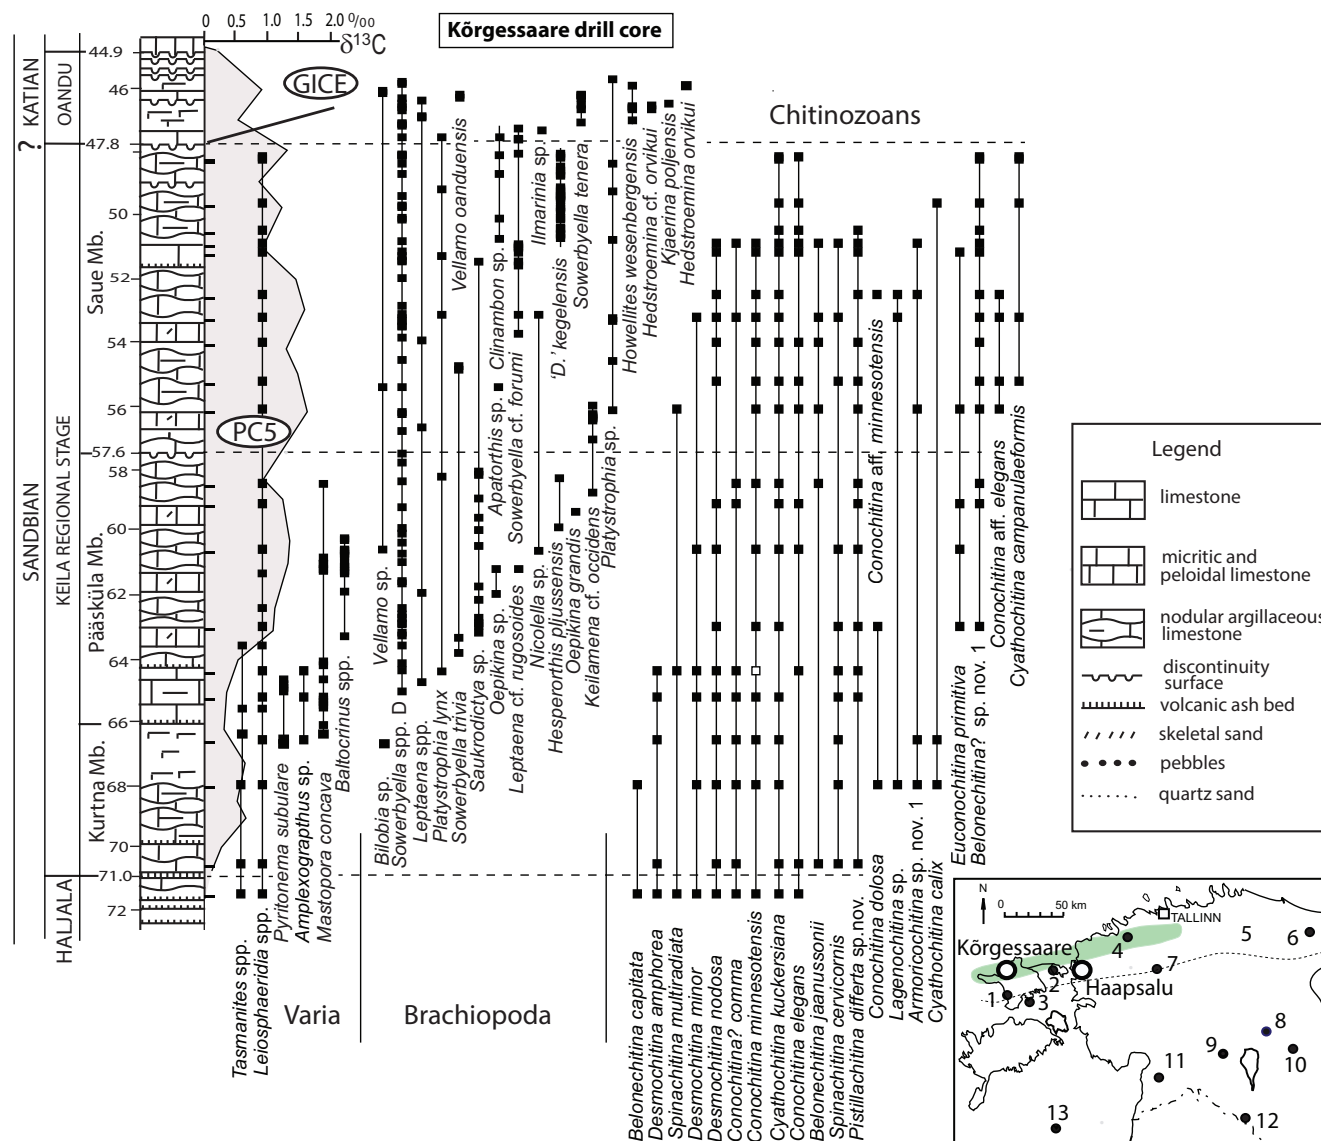 0 0.5 1.0 1.5 2.0 0/00
δ13C
Kõrgessaare drill core
GICE
PC5
KATIAN
?
SANDBIAN
OANDU
KEILA REGIONAL STAGE
HALJALA
Saue Mb.
Pääsküla Mb.
Kurtna Mb.
44.9
46
47.8
50
52
54
56
57.6
58
60
62
64
66
68
70
71.0
72
Tasmanites spp.
Leiosphaeridia spp.
Pyritonema subulare
Amplexograpthus sp.
Mastopora concava
Baltocrinus spp.
Varia
Bilobia sp.
Vellamo sp.
Sowerbyella spp. D
Leptaena spp.
Platystrophia lynx
Sowerbyella trivia
Vellamo oanduensis
Saukrodictya sp.
Oepikina sp.
Apatorthis sp.
Clinambon sp.
Leptaena cf. rugosoides
Sowerbyella cf. forumi
Nicolella sp.
Ilmarinia sp.
Hesperorthis pljussensis
'D.' kegelensis
Oepikina grandis
Sowerbyella tenera
Keilamena cf. occidens
Platystrophia sp.
Howellites wesenbergensis
Hedstroemina cf. orvikui
Kjaerina poljensis
Hedstroemina orvikui
Brachiopoda
Chitinozoans
Belonechitina capitata
Desmochitina amphorea
Spinachitina multiradiata
Desmochitina minor
Desmochitina nodosa
Conochitina? comma
Conochitina minnesotensis
Cyathochitina kuckersiana
Conochitina elegans
Belonechitina jaanussonii
Spinachitina cervicornis
Pistillachitina differta sp.nov.
Conochitina dolosa
Conochitina aff. minnesotensis
Lagenochitina sp.
Armoricochitina sp. nov. 1
Cyathochitina calix
Euconochitina primitiva
Belonechitina? sp. nov. 1
Conochitina aff. elegans
Cyathochitina campanulaeformis
Legend
limestone
micritic and
peloidal limestone
nodular argillaceous
limestone
discontinuity
surface
volcanic ash bed
skeletal sand
pebbles
quartz sand
N
0 50 km
TALLINN
Kõrgessaare
Haapsalu
1
2
3
4
5
6
7
8
9
10
11
12
13